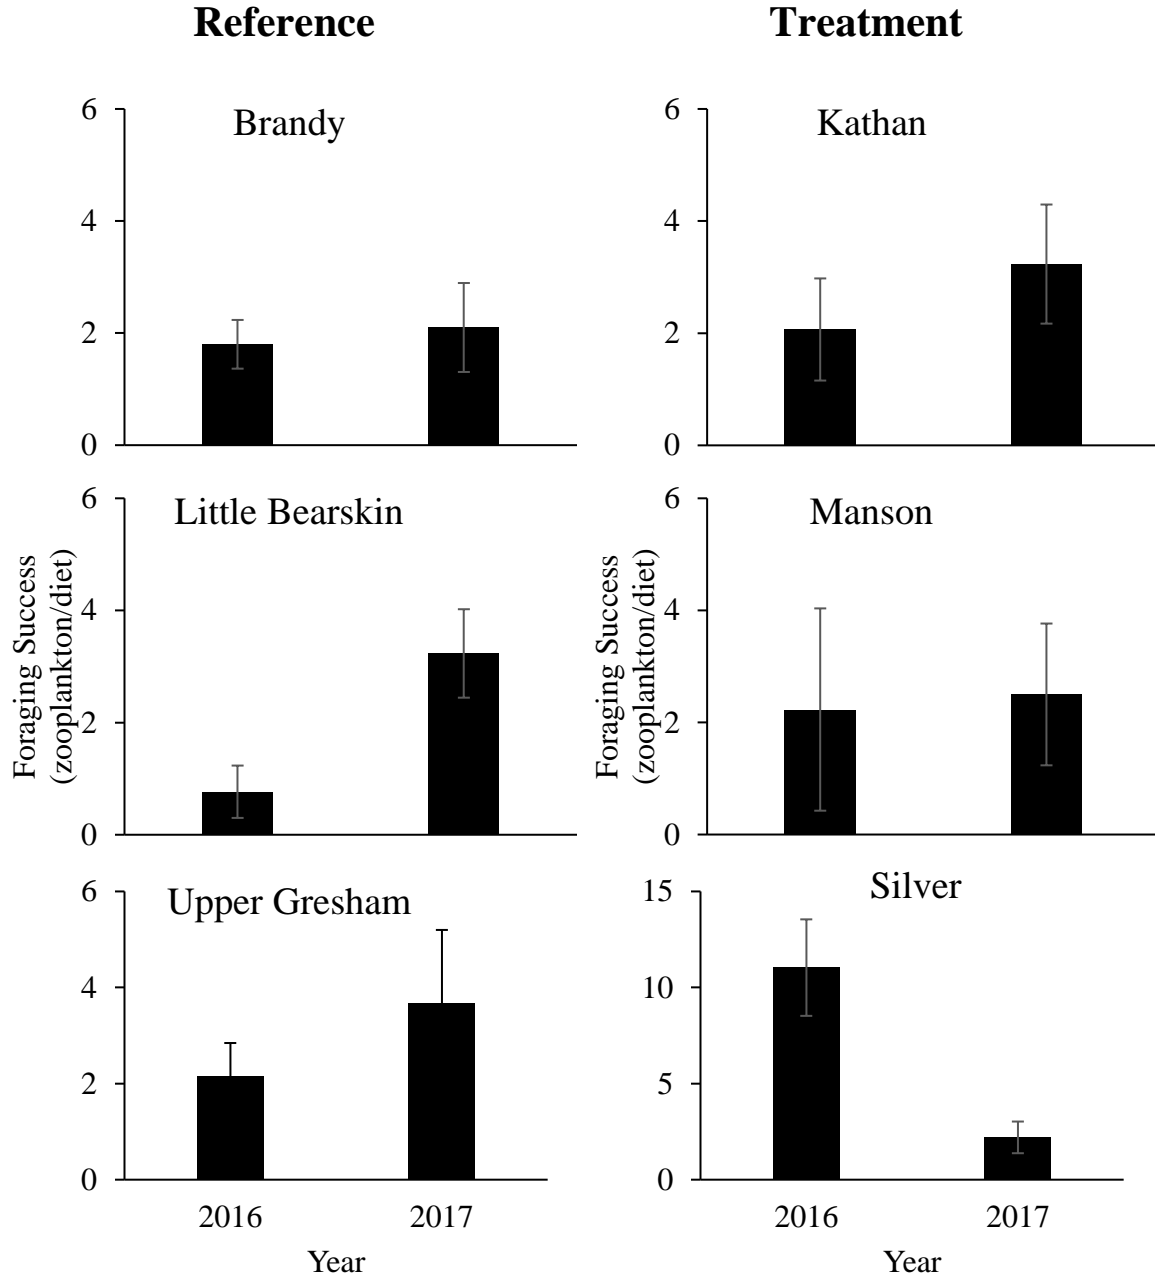 Reference
Treatment
Brandy
6
4
2
0
Kathan
6
4
2
0
Little Bearskin
6
4
2
0
Foraging Success
(zooplankton/diet)
Manson
6
4
2
0
Foraging Success
(zooplankton/diet)
Upper Gresham
6
4
2
0
2016
2017
Year
Silver
15
10
5
0
2016
2017
Year